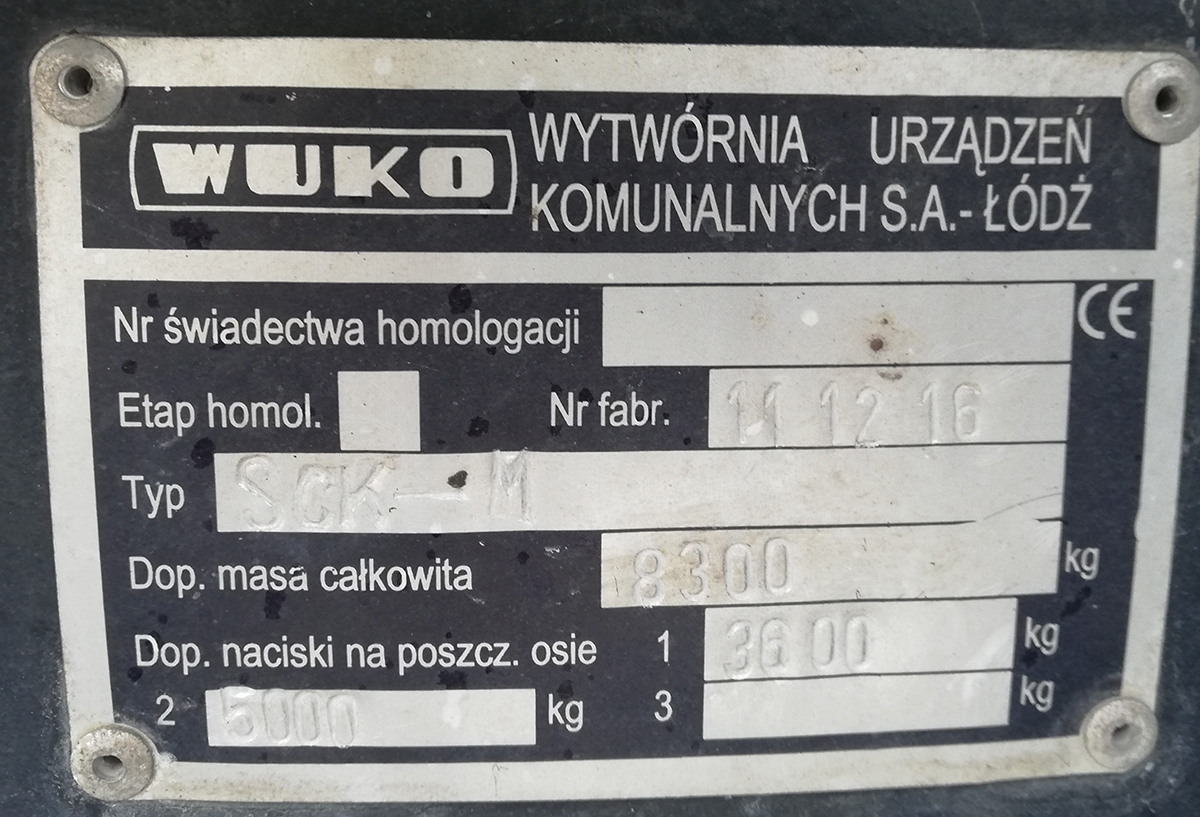 WUKO WYTWÓRNIA URZĄDZEŃ
KOMUNALNYCH S.A.- ŁÓDŹ
Nr świadectwa homologacji CE
Etap homol. Nr fabr. 11 12 16
Typ SCK-M
Dop. masa całkowita 8300 kg
Dop. naciski na poszcz. osie 1 3600 kg
2 5000 kg 3 kg